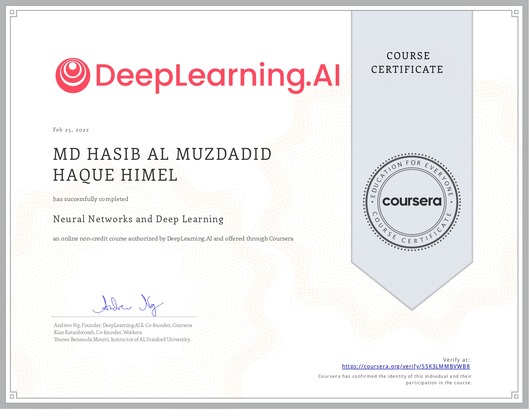 DeepLearning.AI
COURSE
CERTIFICATE
Feb 25, 2022
MD HASIB AL MUZDADID
HAQUE HIMEL
has successfully completed
Neural Networks and Deep Learning
an online non-credit course authorized by DeepLearning.AI and offered through Coursera
EDUCATION FOR EVERYONE
coursera
COURSE CERTIFICATE
Andrew Ng
Andrew Ng, Founder, DeepLearning.AI & Co-founder, Coursera
Kian Katanforoosh, Co-founder, Workera
Younes Bensouda Mourri, Instructor of AI, Stanford University
Verify at:
https://coursera.org/verify/S5K3LMMBVWB8
Coursera has confirmed the identity of this individual and their
participation in the course.